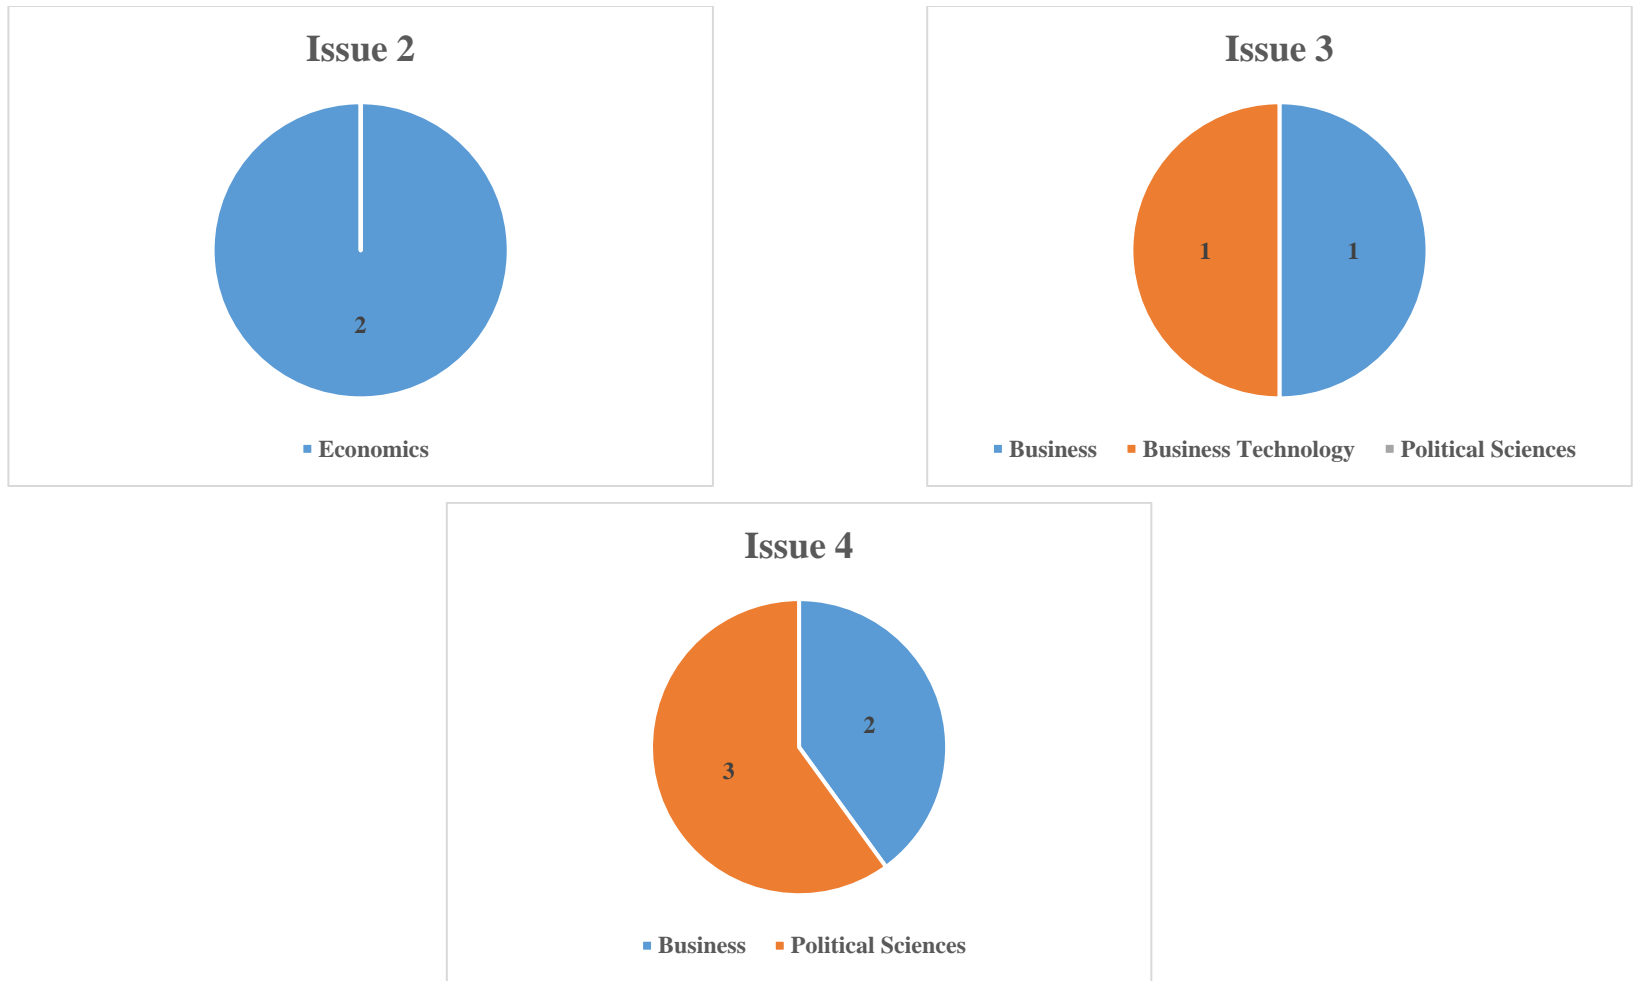 Issue 2
2
Economics
Issue 3
1
1
Business Business Technology Political Sciences
Issue 4
2
3
Business Political Sciences